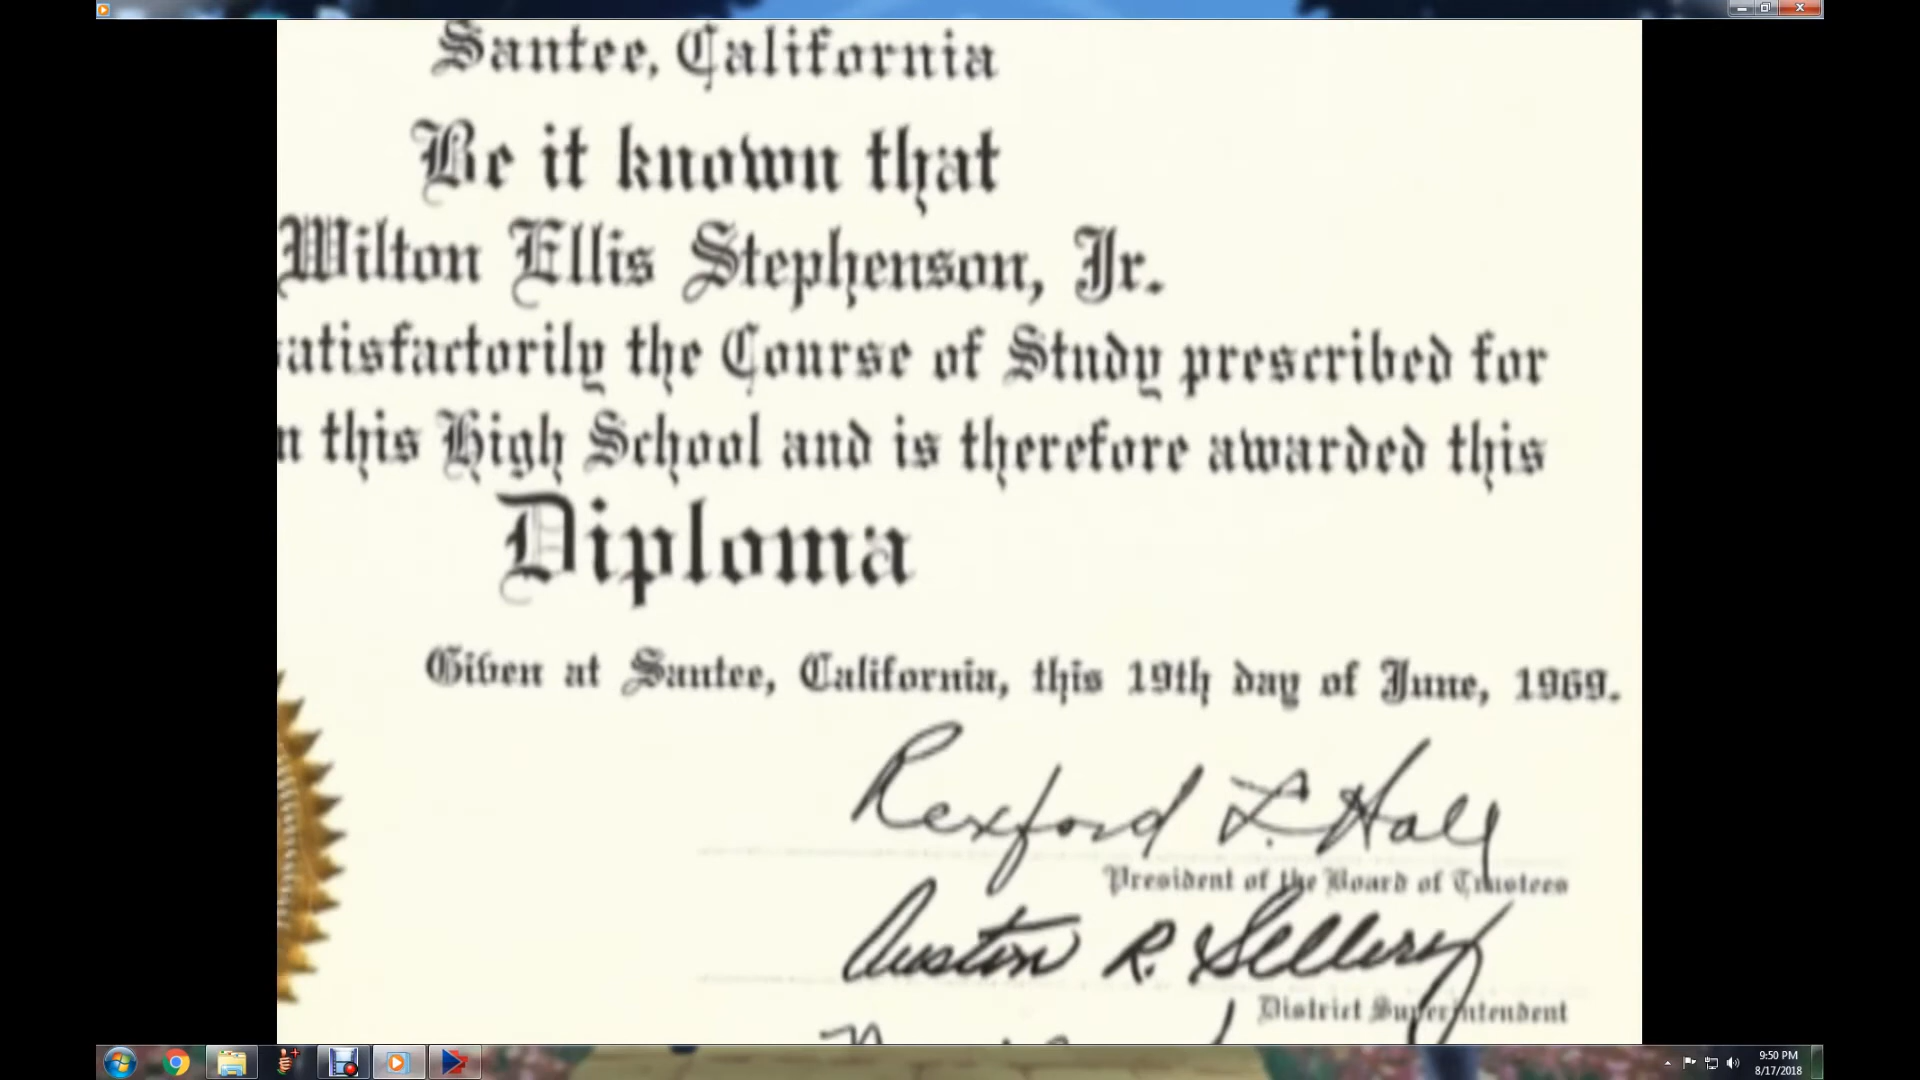 Santee, California
Be it known that
Wilton Ellis Stephenson, Jr.
satisfactorily the Course of Study prescribed for
n this High School and is therefore awarded this
Diploma
Given at Santee, California, this 19th day of June, 1969.
Rexford L. Hall
President of the Board of Trustees
Austin R. Sellery
District Superintendent
9:50 PM
8/17/2018